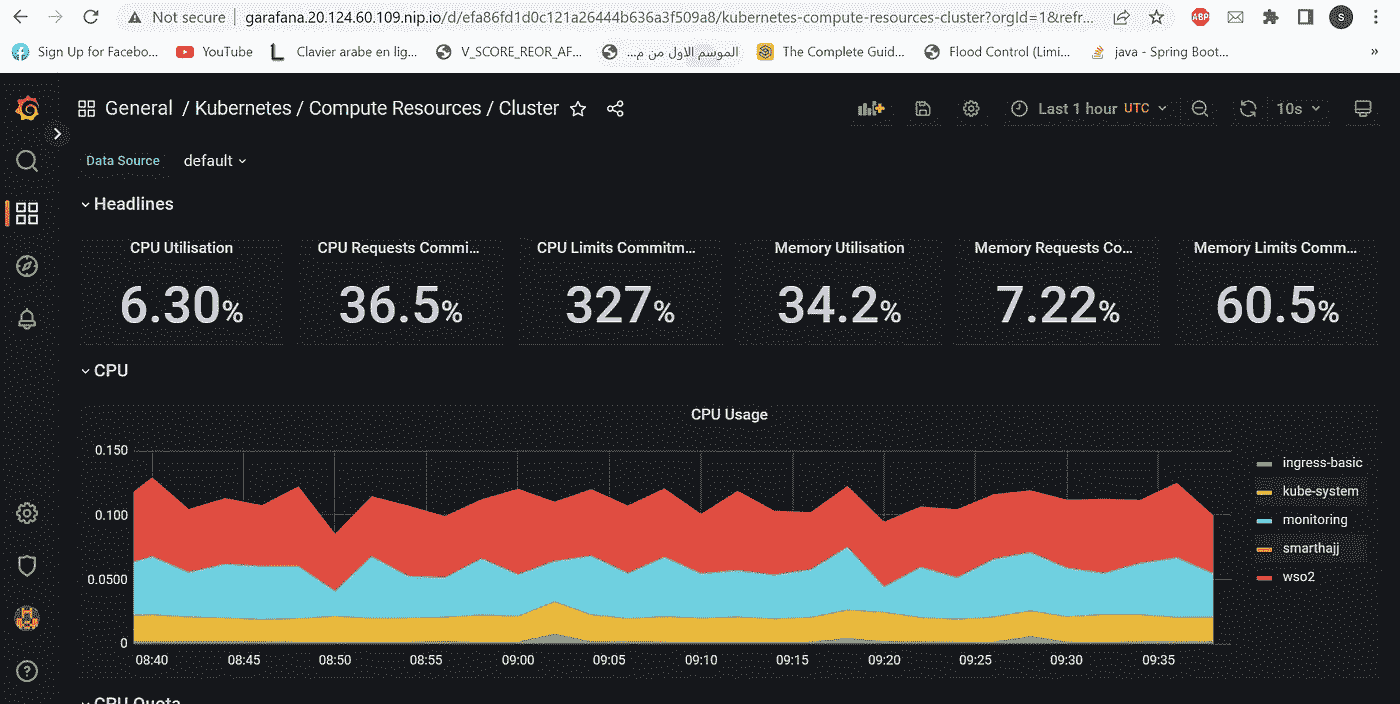 Not secure garafana.20.124.60.109.nip.io/d/efa86fd1d0c121a26444b636a3f509a8/kubernetes-compute-resources-cluster?orgId=1&refr... ABP S
Sign Up for Facebo... YouTube Clavier arabe en lig... V_SCORE_REOR_AF... الموسم الاول من م... The Complete Guid... Flood Control (Limi... java - Spring Boot... »
General / Kubernetes / Compute Resources / Cluster Last 1 hour UTC 10s
Data Source default
Headlines
CPU Utilisation CPU Requests Commi... CPU Limits Commitm... Memory Utilisation Memory Requests Co... Memory Limits Comm...
6.30% 36.5% 327% 34.2% 7.22% 60.5%
CPU
CPU Usage
0.150
0.100
0.0500
0
08:40 08:45 08:50 08:55 09:00 09:05 09:10 09:15 09:20 09:25 09:30 09:35
ingress-basic
kube-system
monitoring
smarthajj
wso2
CPU Quota